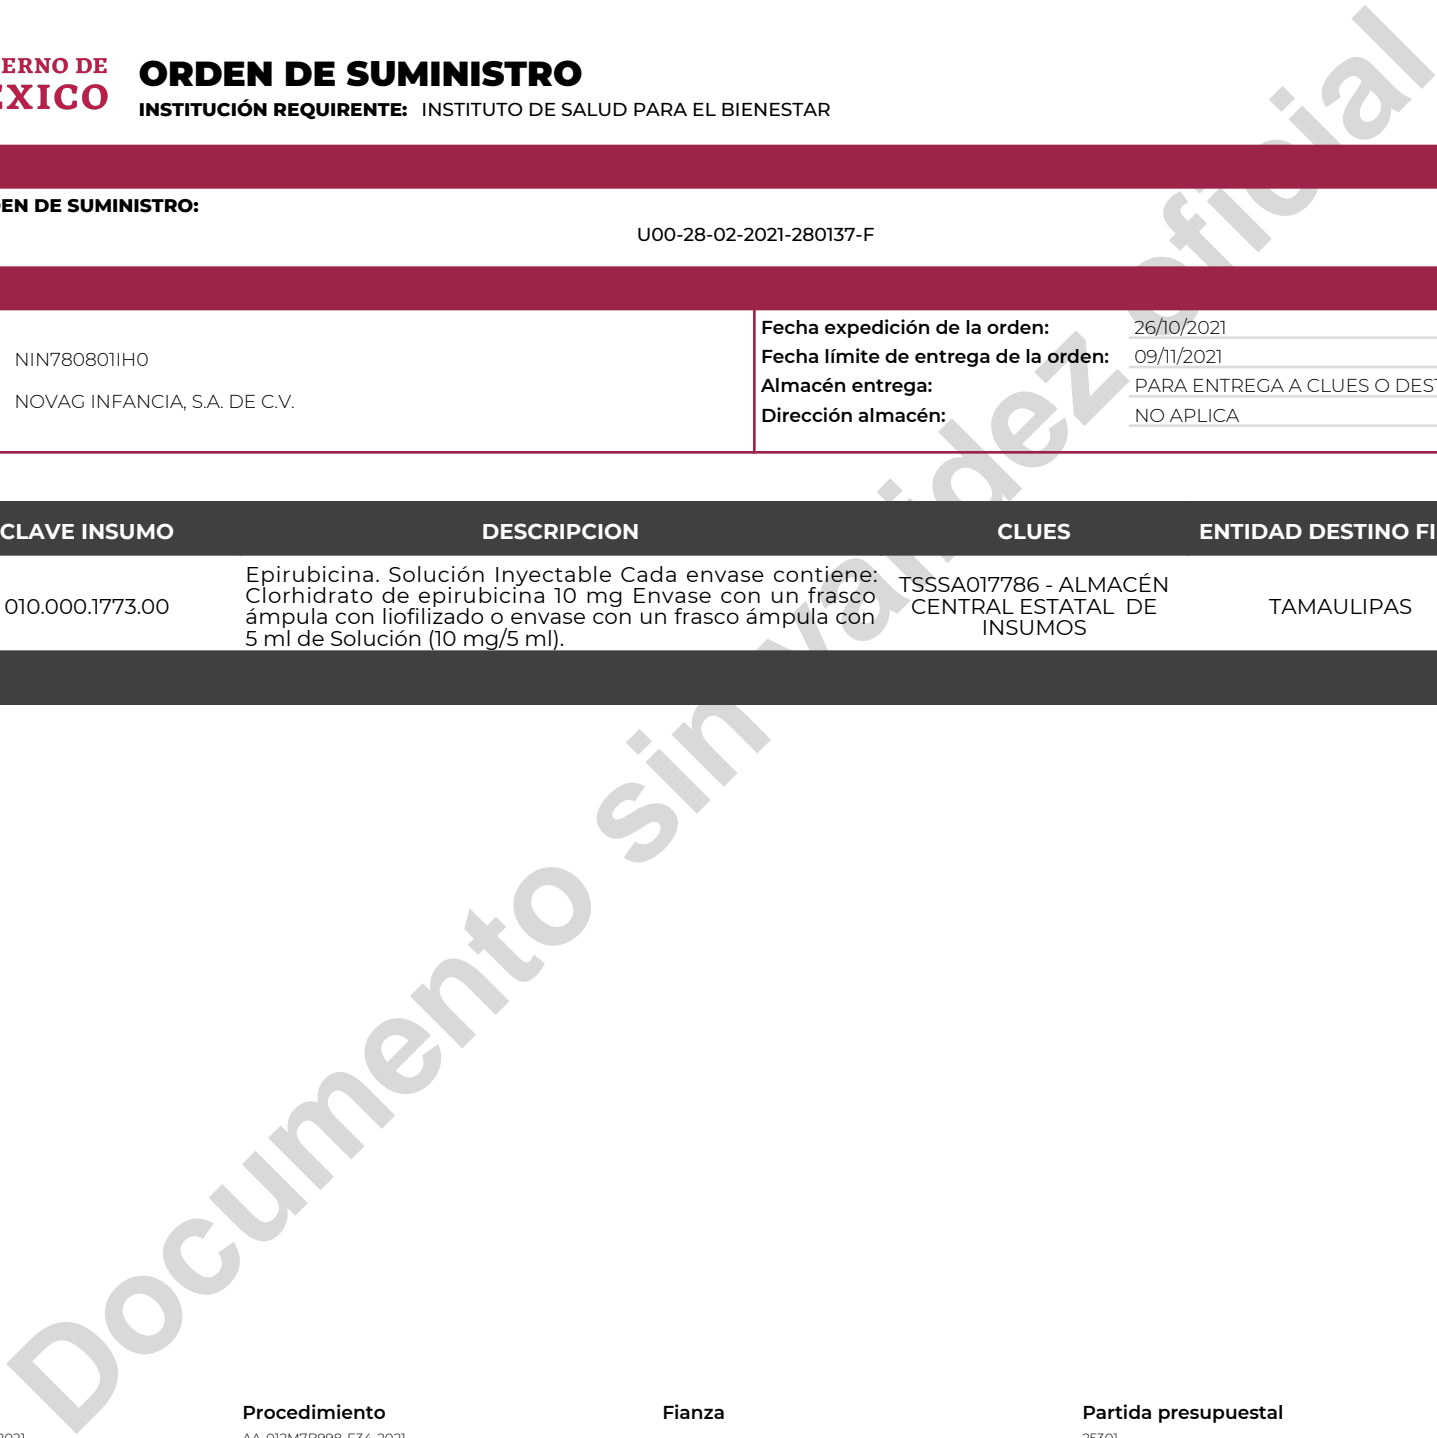 ERNO DE
ORDEN DE SUMINISTRO
INSTITUCIÓN REQUIRENTE: INSTITUTO DE SALUD PARA EL BIENESTAR
EN DE SUMINISTRO:
U00-28-02-2021-280137-F
NIN780801IH0
NOVAG INFANCIA, S.A. DE C.V.
Fecha expedición de la orden: 26/10/2021
Fecha límite de entrega de la orden: 09/11/2021
Almacén entrega: PARA ENTREGA A CLUES O DEST
Dirección almacén: NO APLICA
CLAVE INSUMO DESCRIPCION CLUES ENTIDAD DESTINO FI
010.000.1773.00
Epirubicina. Solución Inyectable Cada envase contiene:
Clorhidrato de epirubicina 10 mg Envase con un frasco
ámpula con liofilizado o envase con un frasco ámpula con
5 ml de Solución (10 mg/5 ml).
TSSSA017786 - ALMACÉN
CENTRAL ESTATAL DE
INSUMOS
TAMAULIPAS
Documento sin validez oficial
Procedimiento Fianza Partida presupuestal